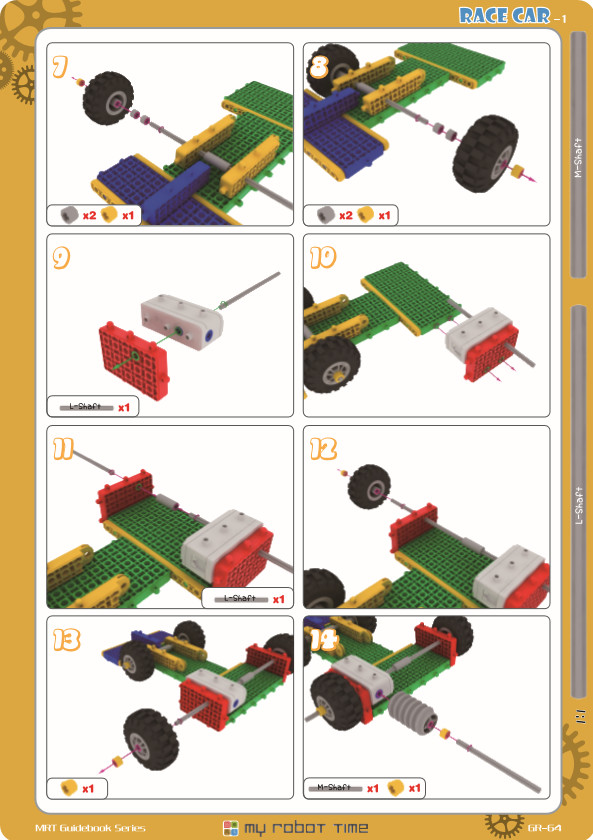 RACE CAR -1
7
x2 x1
8
x2 x1
9
L-Shaft x1
10
11
L-Shaft x1
12
13
x1
14
M-Shaft x1 x1
M-Shaft
L-Shaft
1:1
MRT Guidebook Series
my robot time
GR-64